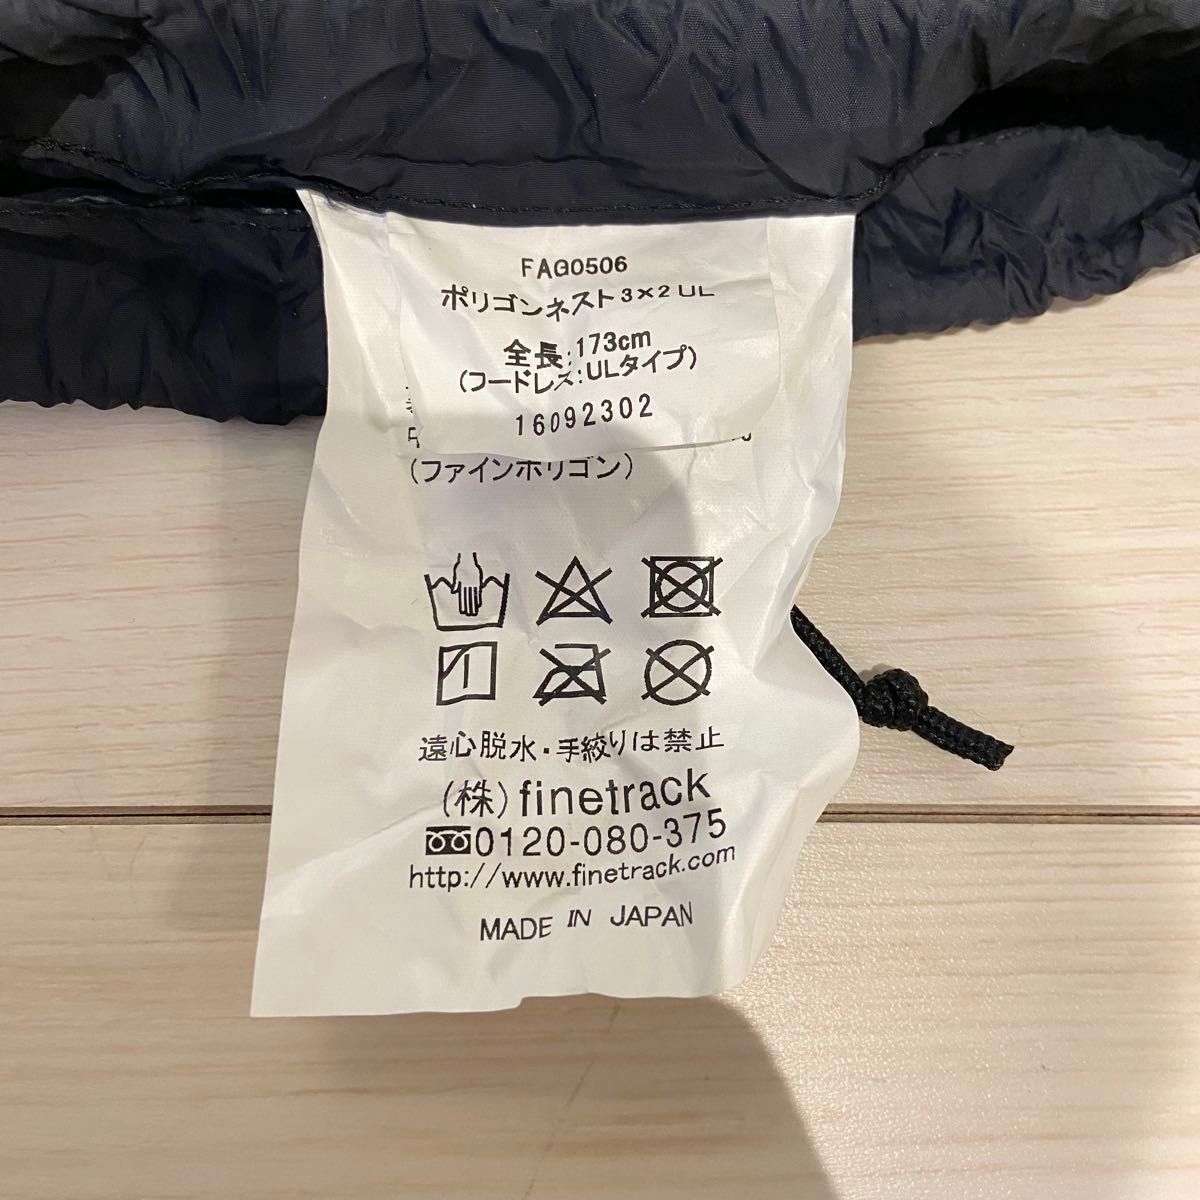 FAG0506
ポリゴンネスト3×2 UL
全長:173cm
(フードレス:ULタイプ)
16092302
(ファインポリゴン)
遠心脱水・手絞りは禁止
(株)finetrack
0120-080-375
http://www.finetrack.com
MADE IN JAPAN